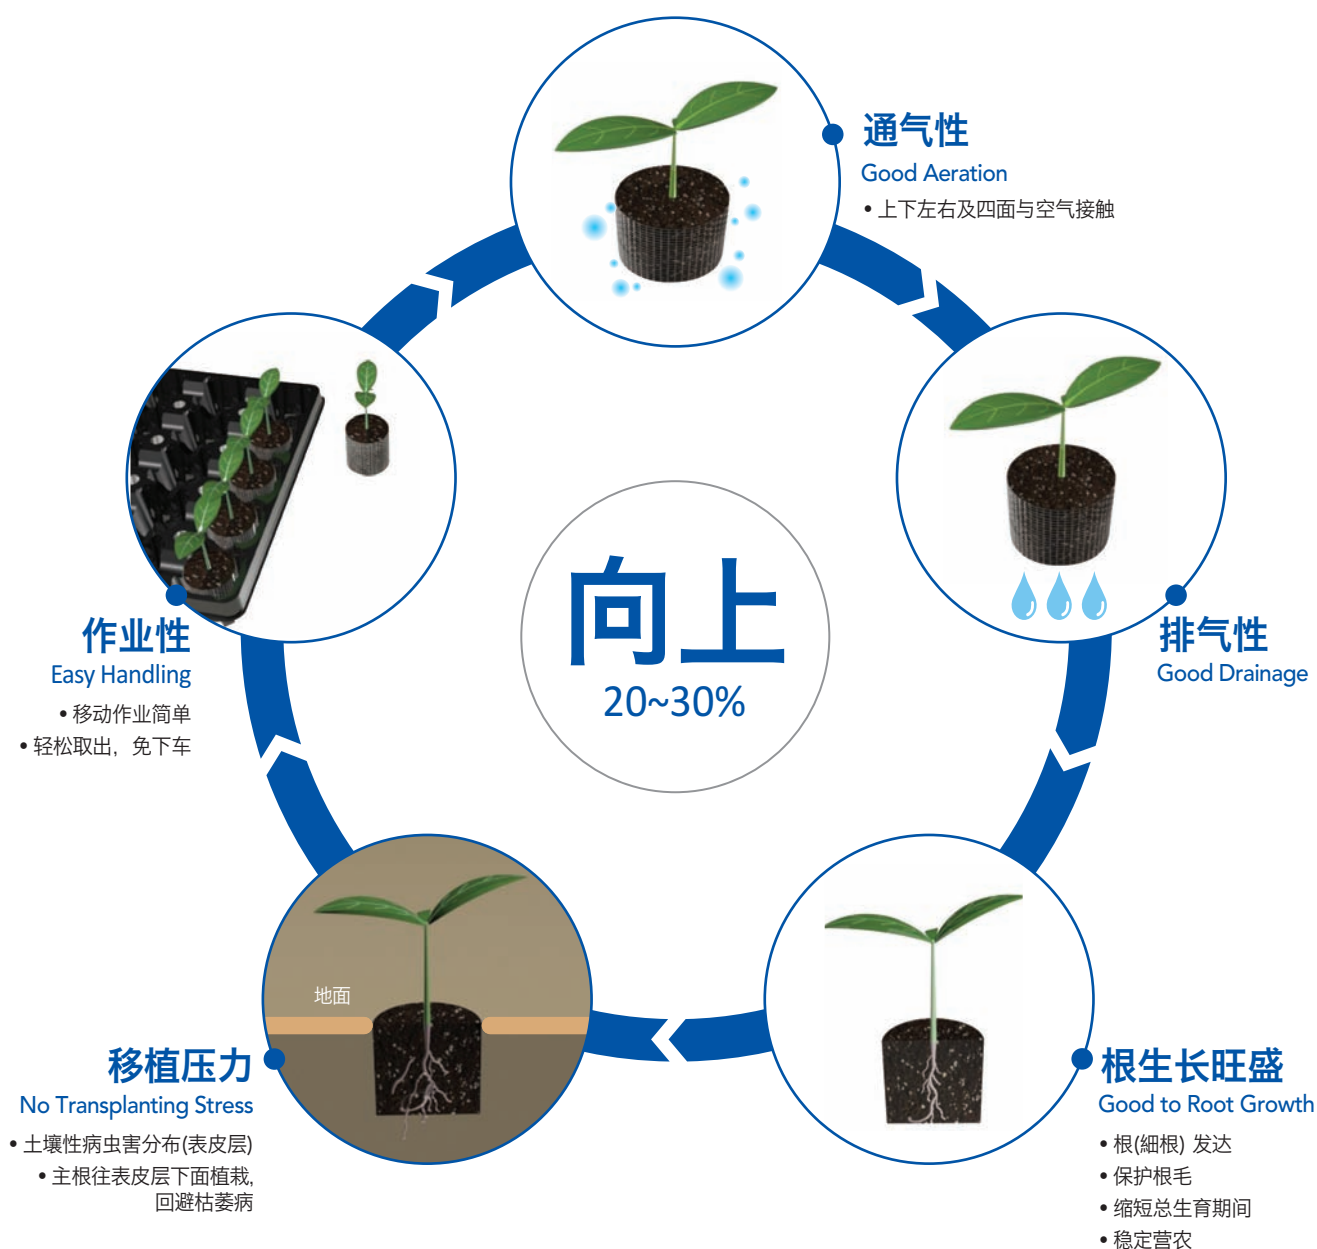 通气性
Good Aeration
• 上下左右及四面与空气接触
排气性
Good Drainage
根生长旺盛
Good to Root Growth
• 根(細根) 发达
• 保护根毛
• 缩短总生育期间
• 稳定营农
地面
移植压力
No Transplanting Stress
• 土壤性病虫害分布(表皮层)
• 主根往表皮层下面植栽,
回避枯萎病
作业性
Easy Handling
• 移动作业简单
• 轻松取出, 免下车
向上
20~30%